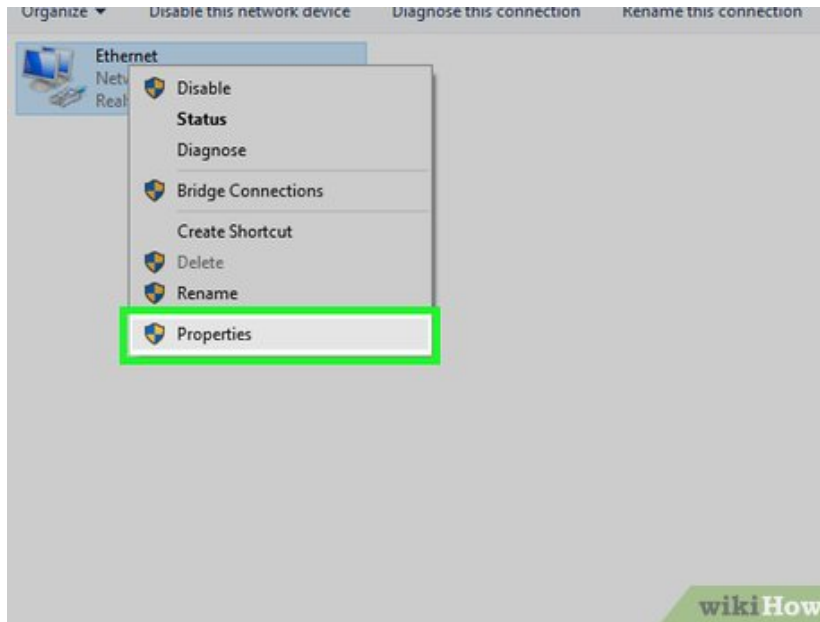 Organize Disable this network device Diagnose this connection Rename this connection
Ethernet
Netw
Disable
Status
Diagnose
Bridge Connections
Create Shortcut
Delete
Rename
Properties
wikiHow